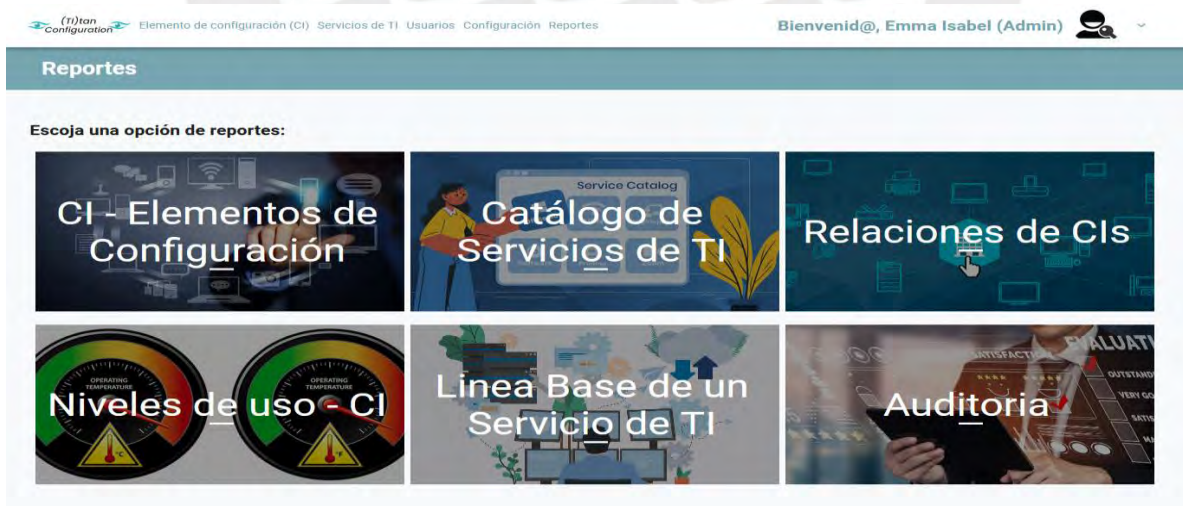 (TI)tan
Configuration
Elemento de configuración (CI) Servicios de TI Usuarios Configuración Reportes
Bienvenid@, Emma Isabel (Admin)
Reportes
Escoja una opción de reportes:
CI - Elementos de
Configuración
Service Catalog
Catálogo de
Servicios de TI
Relaciones de CIs
OPERATING
TEMPERATURE
OPERATING
TEMPERATURE
Niveles de uso - CI
°C
°F
Linea Base de un
Servicio de TI
EVALUATI
SATISFACTION
OUTSTAND
VERY GO
SATIS
Auditoria